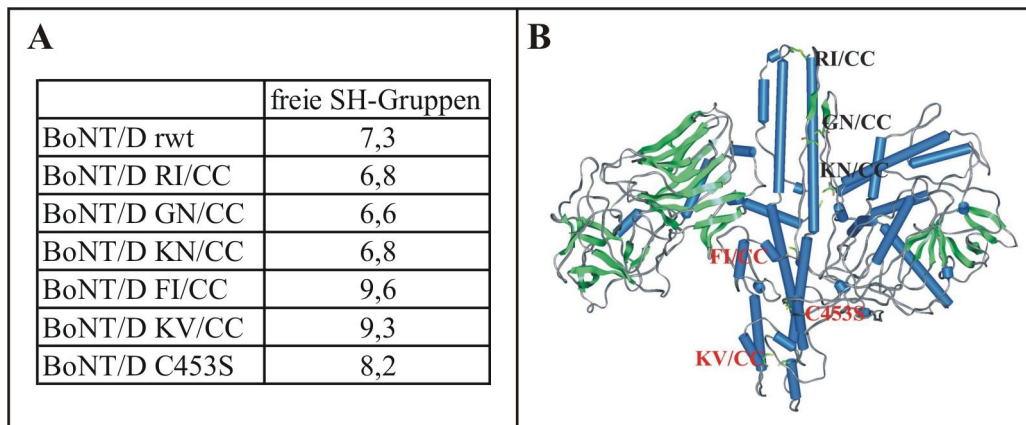 A
freie SH-Gruppen
BoNT/D rwt 7,3
BoNT/D RI/CC 6,8
BoNT/D GN/CC 6,6
BoNT/D KN/CC 6,8
BoNT/D FI/CC 9,6
BoNT/D KV/CC 9,3
BoNT/D C453S 8,2
B
RI/CC
GN/CC
KN/CC
FI/CC
C453S
KV/CC